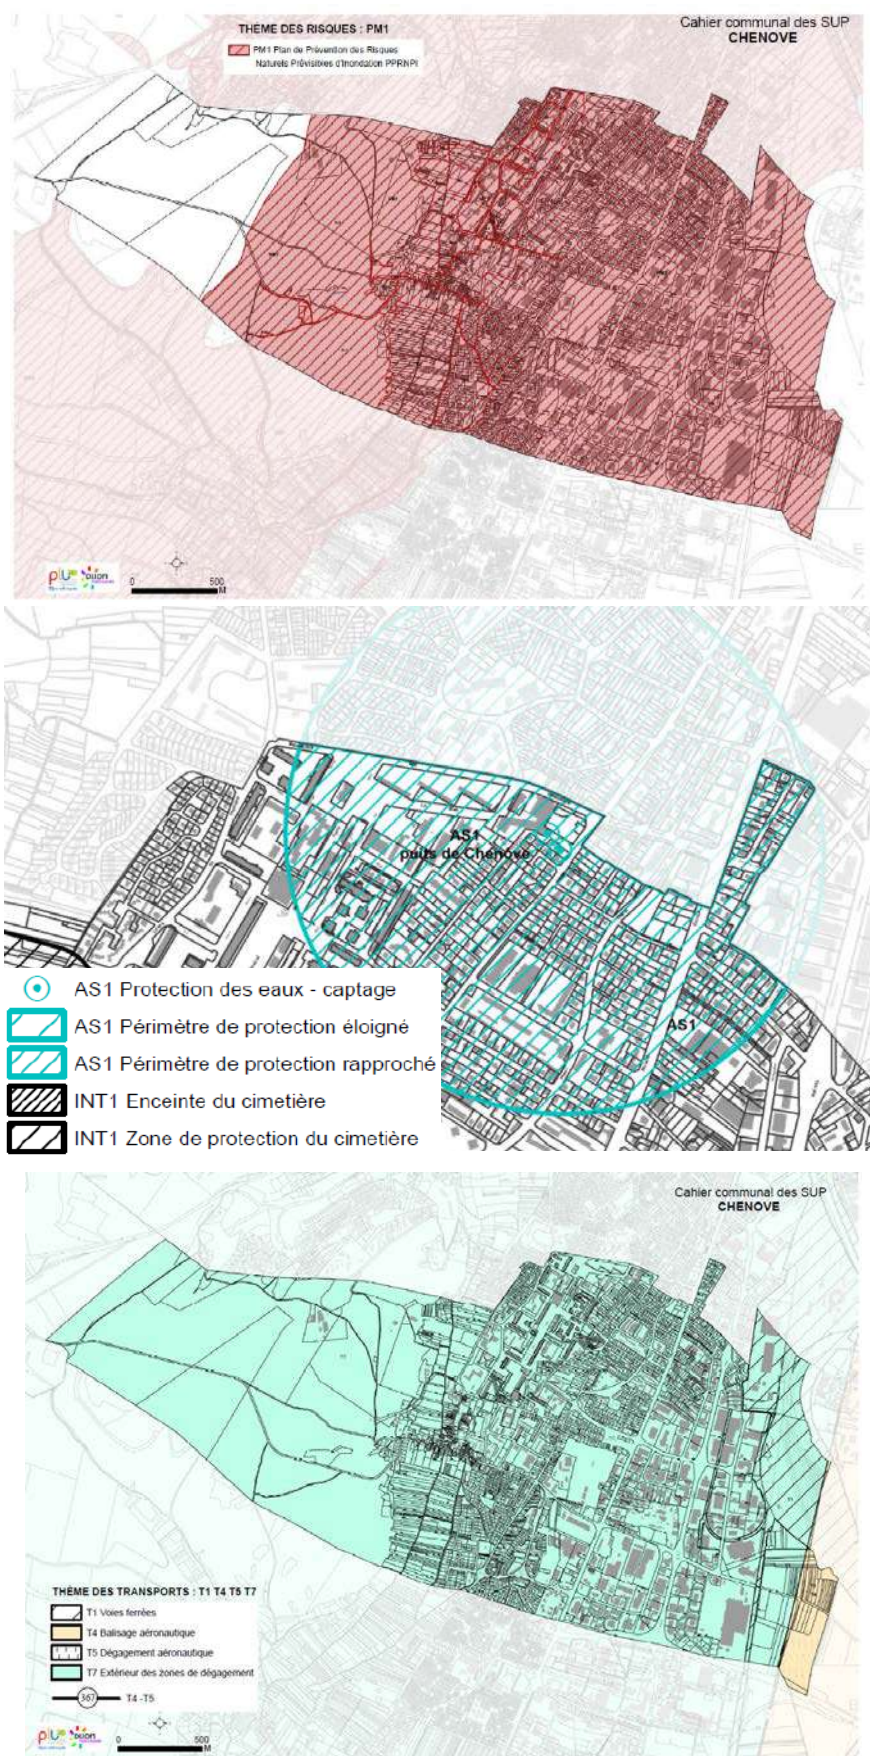 THÈME DES RISQUES : PM1
PM1 Plan de Prévention des Risques
Naturels Prévisibles d'Inondation PPRNPI
Cahier communal des SUP
CHENOVE
0 500
M
AS1
puits de Chenove
AS1
AS1 Protection des eaux - captage
AS1 Périmètre de protection éloigné
AS1 Périmètre de protection rapproché
INT1 Enceinte du cimetière
INT1 Zone de protection du cimetière
Cahier communal des SUP
CHENOVE
THÈME DES TRANSPORTS : T1 T4 T5 T7
T1 Voies ferrées
T4 Balisage aéronautique
T5 Dégagement aéronautique
T7 Extérieur des zones de dégagement
367 T4 -T5
0 500
M